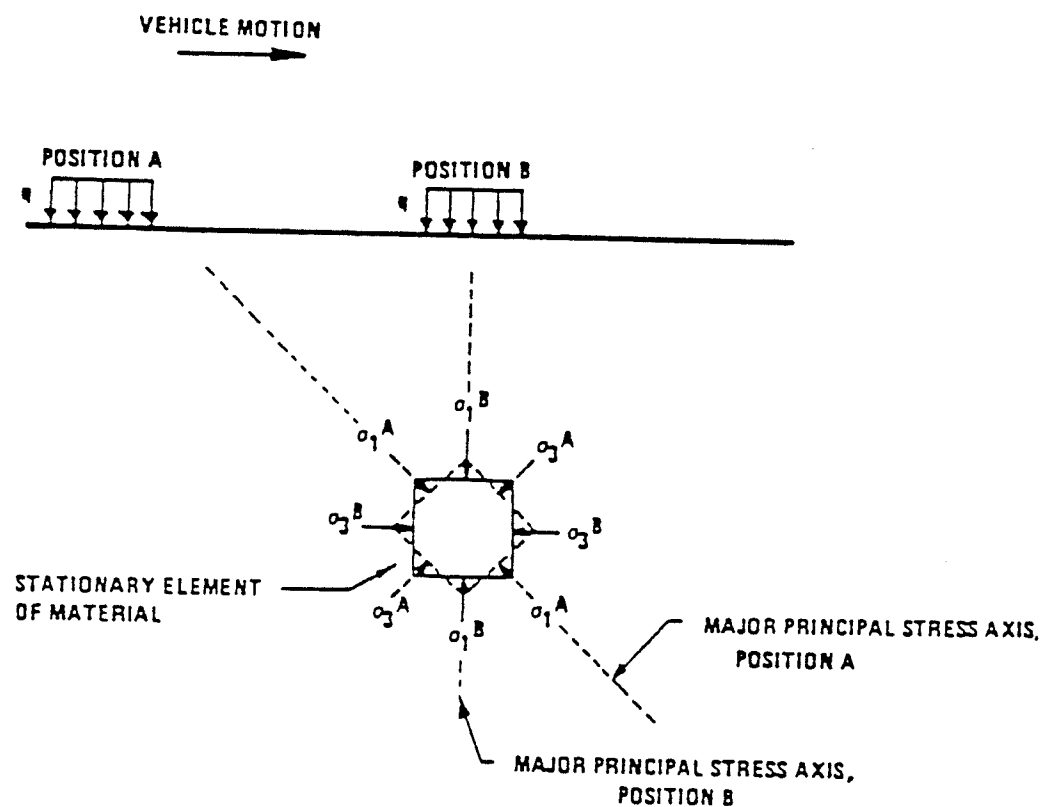 VEHICLE MOTION
POSITION A
POSITION B
q
q
σ₁ᴮ
σ₁ᴬ
σ₃ᴬ
σ₃ᴮ
σ₃ᴮ
STATIONARY ELEMENT
OF MATERIAL
σ₃ᴬ
σ₁ᴬ
σ₁ᴮ
MAJOR PRINCIPAL STRESS AXIS,
POSITION A
MAJOR PRINCIPAL STRESS AXIS,
POSITION B